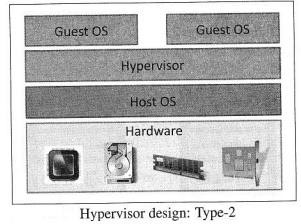 Guest OS
Guest OS
Hypervisor
Host OS
Hardware
Hypervisor design: Type-2